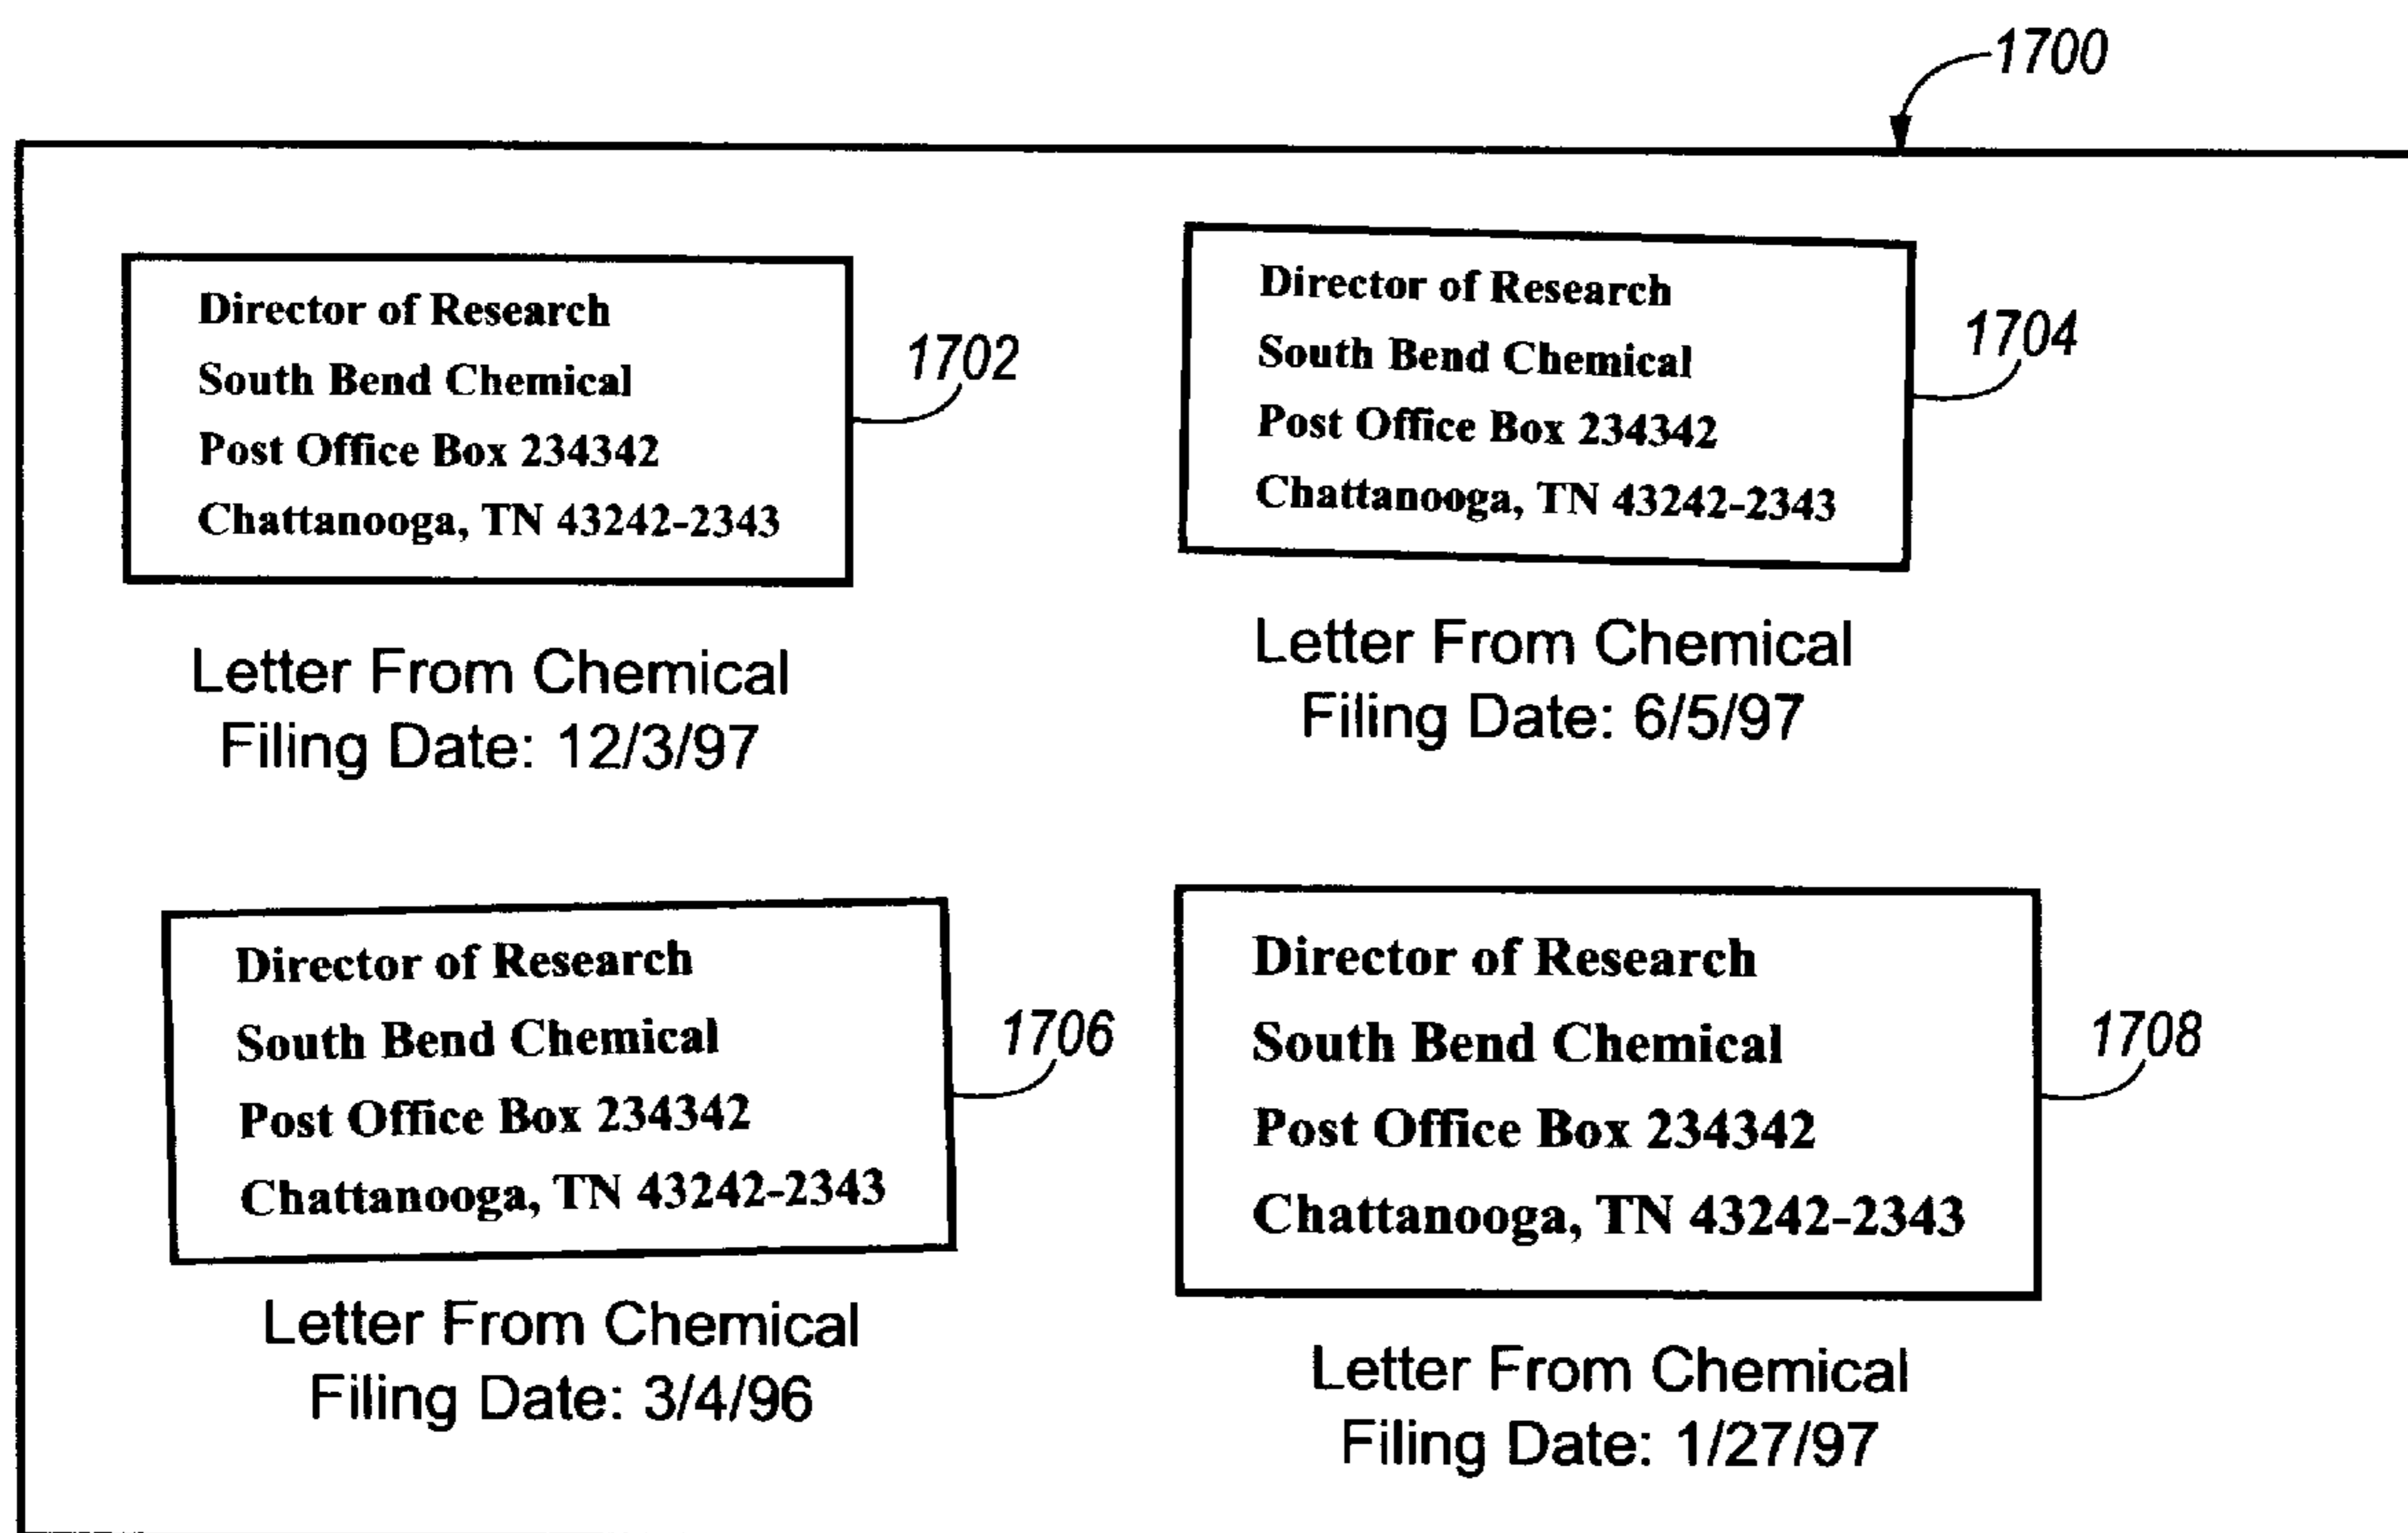 1700
Director of Research
South Bend Chemical
Post Office Box 234342
Chattanooga, TN 43242-2343
1702
Letter From Chemical
Filing Date: 12/3/97
Director of Research
South Bend Chemical
Post Office Box 234342
Chattanooga, TN 43242-2343
1704
Letter From Chemical
Filing Date: 6/5/97
Director of Research
South Bend Chemical
Post Office Box 234342
Chattanooga, TN 43242-2343
1706
Letter From Chemical
Filing Date: 3/4/96
Director of Research
South Bend Chemical
Post Office Box 234342
Chattanooga, TN 43242-2343
1708
Letter From Chemical
Filing Date: 1/27/97